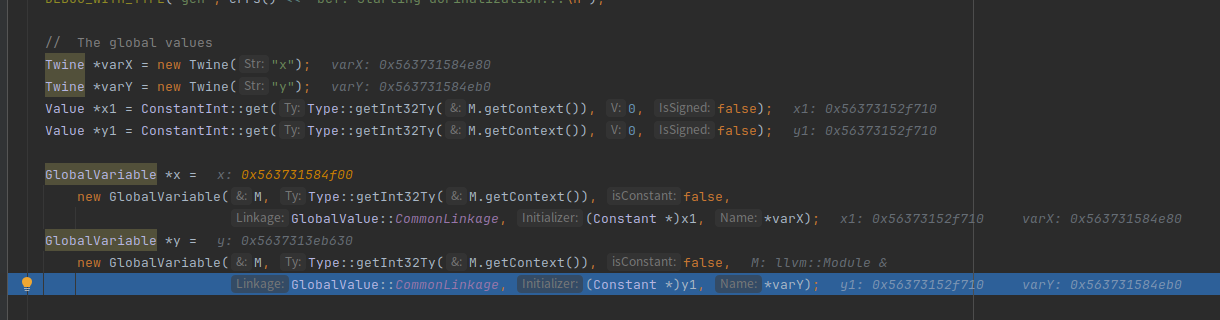 DEBUG_WITH_TYPE("gen", errs() <<
//  The global values
Twine *varX = new Twine( Str: "x");   varX: 0x563731584e80
Twine *varY = new Twine( Str: "y");   varY: 0x563731584eb0
Value *x1 = ConstantInt::get( Ty: Type::getInt32Ty( &: M.getContext()), V: 0, IsSigned: false);   x1: 0x56373152f710
Value *y1 = ConstantInt::get( Ty: Type::getInt32Ty( &: M.getContext()), V: 0, IsSigned: false);   y1: 0x56373152f710
GlobalVariable *x =   x: 0x563731584f00
new GlobalVariable( &: M, Ty: Type::getInt32Ty( &: M.getContext()), isConstant: false,
Linkage: GlobalValue::CommonLinkage, Initializer: (Constant *)x1, Name: *varX);   x1: 0x56373152f710   varX: 0x563731584e80
GlobalVariable *y =   y: 0x5637313eb630
new GlobalVariable( &: M, Ty: Type::getInt32Ty( &: M.getContext()), isConstant: false,   M: llvm::Module &
Linkage: GlobalValue::CommonLinkage, Initializer: (Constant *)y1, Name: *varY);   y1: 0x56373152f710   varY: 0x563731584eb0